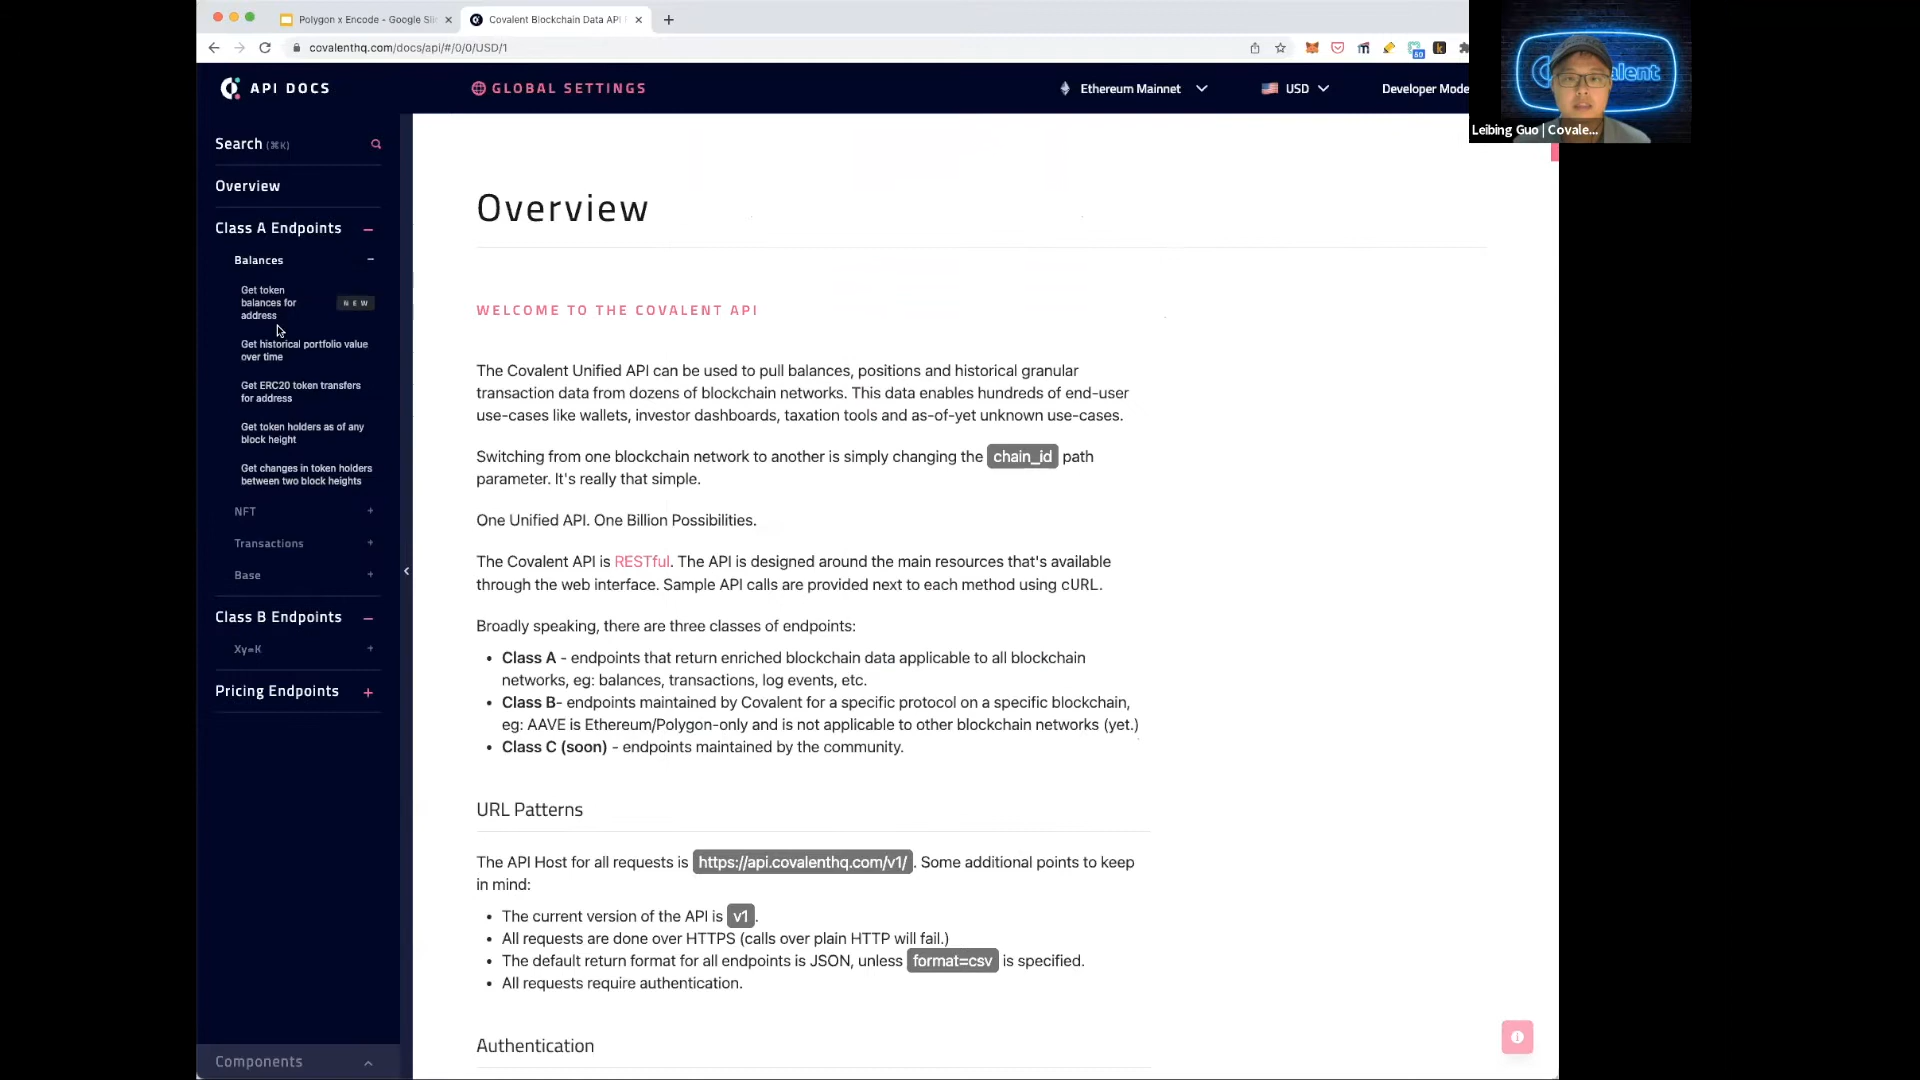 Polygon x Encode - Google Sli
Covalent Blockchain Data API
covalenthq.com/docs/api/#/0/0/USD/1
API DOCS
GLOBAL SETTINGS
Ethereum Mainnet
USD
Developer Mode
Covalent
Leibing Guo | Covale...
Search (⌘K)
Overview
Class A Endpoints
Balances
Get token
balances for
address
NEW
Get historical portfolio value
over time
Get ERC20 token transfers
for address
Get token holders as of any
block height
Get changes in token holders
between two block heights
NFT
Transactions
Base
Class B Endpoints
Xy=K
Pricing Endpoints
Components
Overview
WELCOME TO THE COVALENT API
The Covalent Unified API can be used to pull balances, positions and historical granular
transaction data from dozens of blockchain networks. This data enables hundreds of end-user
use-cases like wallets, investor dashboards, taxation tools and as-of-yet unknown use-cases.
Switching from one blockchain network to another is simply changing the chain_id path
parameter. It's really that simple.
One Unified API. One Billion Possibilities.
The Covalent API is RESTful. The API is designed around the main resources that's available
through the web interface. Sample API calls are provided next to each method using cURL.
Broadly speaking, there are three classes of endpoints:
• Class A - endpoints that return enriched blockchain data applicable to all blockchain
networks, eg: balances, transactions, log events, etc.
• Class B- endpoints maintained by Covalent for a specific protocol on a specific blockchain,
eg: AAVE is Ethereum/Polygon-only and is not applicable to other blockchain networks (yet.)
• Class C (soon) - endpoints maintained by the community.
URL Patterns
The API Host for all requests is https://api.covalenthq.com/v1/ . Some additional points to keep
in mind:
• The current version of the API is v1 .
• All requests are done over HTTPS (calls over plain HTTP will fail.)
• The default return format for all endpoints is JSON, unless format=csv is specified.
• All requests require authentication.
Authentication